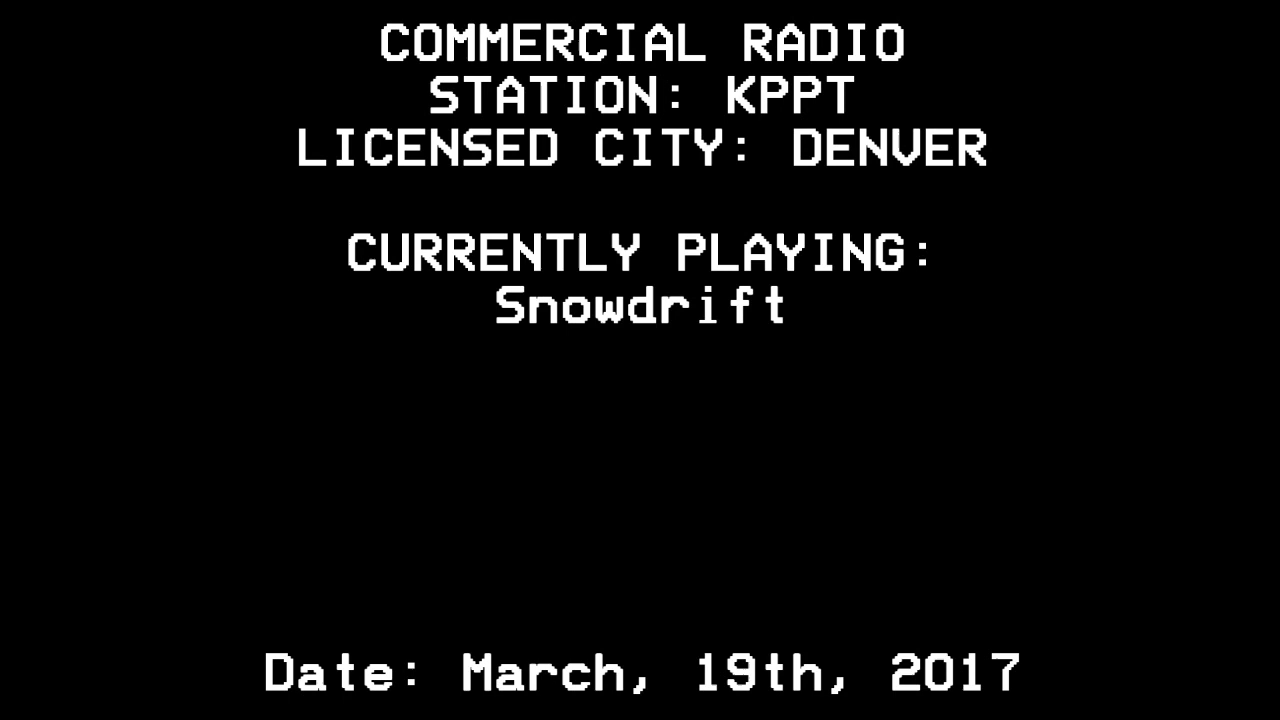 COMMERCIAL RADIO
STATION: KPPT
LICENSED CITY: DENVER
CURRENTLY PLAYING:
Snowdrift
Date: March, 19th, 2017